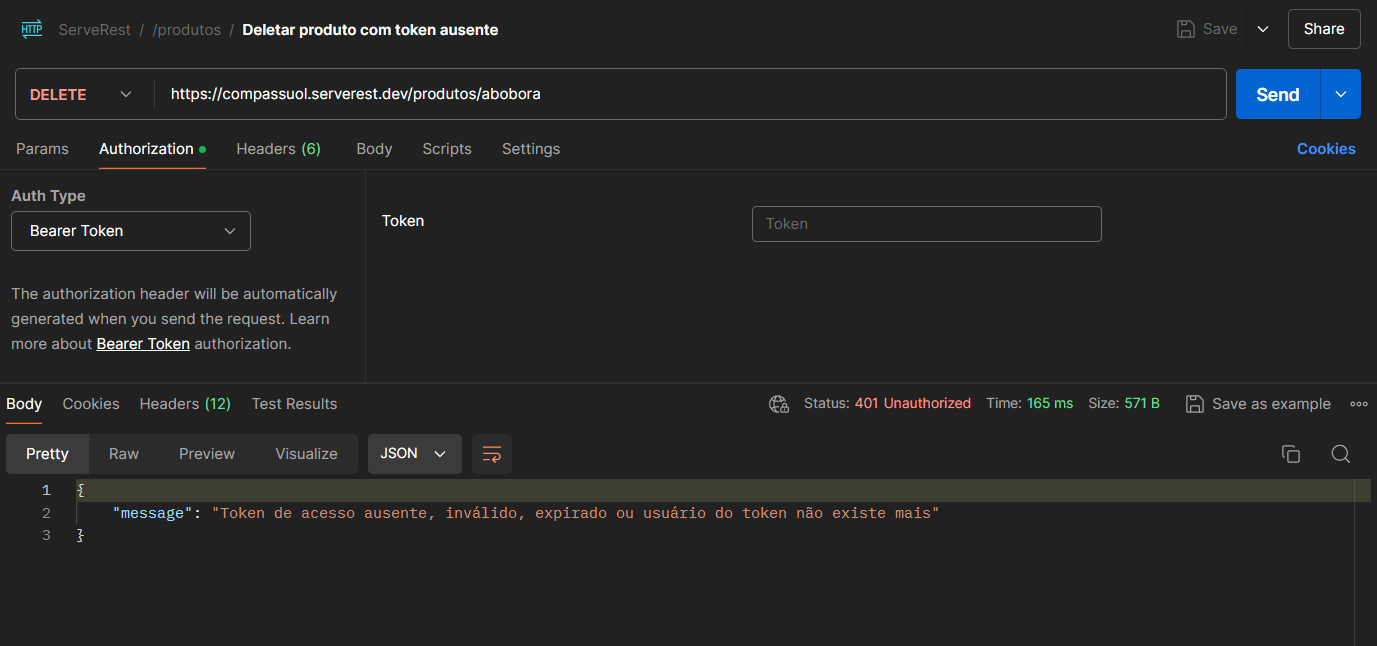 HTTP ServeRest / /produtos / Deletar produto com token ausente Save Share
DELETE https://compassuol.serverest.dev/produtos/abobora Send
Params Authorization Headers (6) Body Scripts Settings Cookies
Auth Type
Bearer Token
Token Token
The authorization header will be automatically
generated when you send the request. Learn
more about Bearer Token authorization.
Body Cookies Headers (12) Test Results Status: 401 Unauthorized Time: 165 ms Size: 571 B Save as example
Pretty Raw Preview Visualize JSON
1 {
2 "message": "Token de acesso ausente, inválido, expirado ou usuário do token não existe mais"
3 }